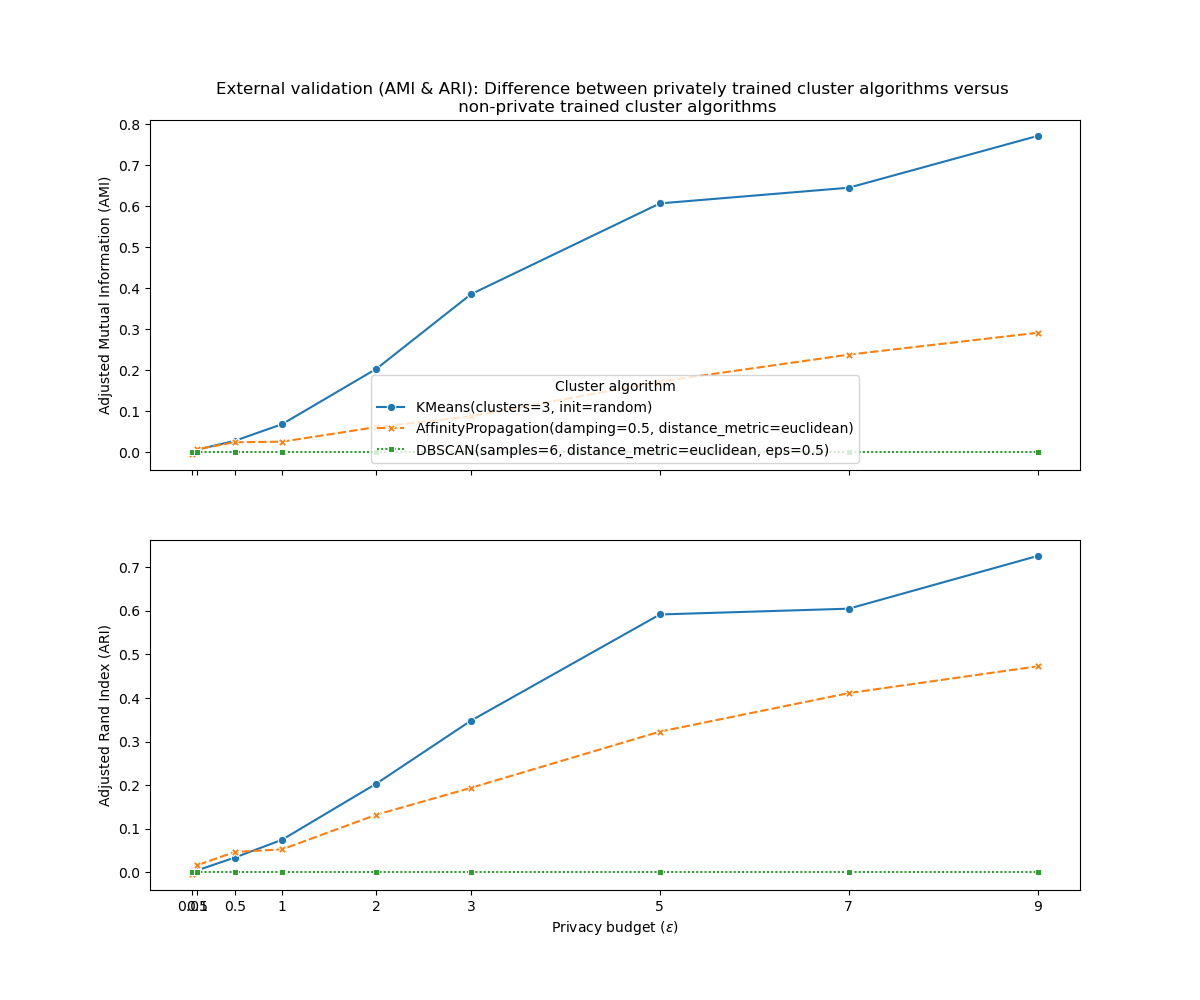 External validation (AMI & ARI): Difference between privately trained cluster algorithms versus
non-private trained cluster algorithms
0.8
0.7
0.6
0.5
0.4
0.3
0.2
0.1
0.0
Adjusted Mutual Information (AMI)
Cluster algorithm
KMeans(clusters=3, init=random)
AffinityPropagation(damping=0.5, distance_metric=euclidean)
DBSCAN(samples=6, distance_metric=euclidean, eps=0.5)
0.7
0.6
0.5
0.4
0.3
0.2
0.1
0.0
Adjusted Rand Index (ARI)
0.5 1 2 3 5 7 9
Privacy budget (ε)